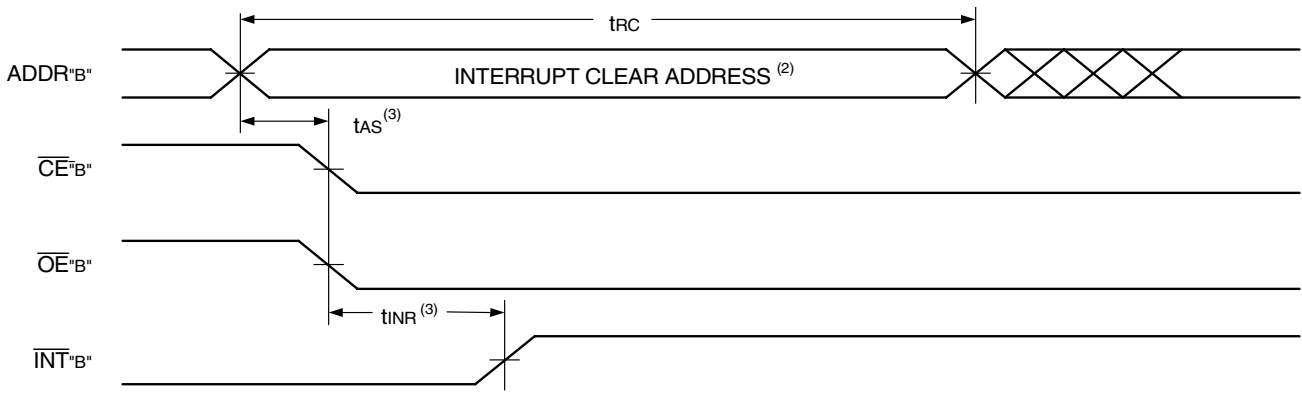 tRC
ADDR"B"
INTERRUPT CLEAR ADDRESS (2)
tAS(3)
CE"B"
OE"B"
tINR (3)
INT"B"